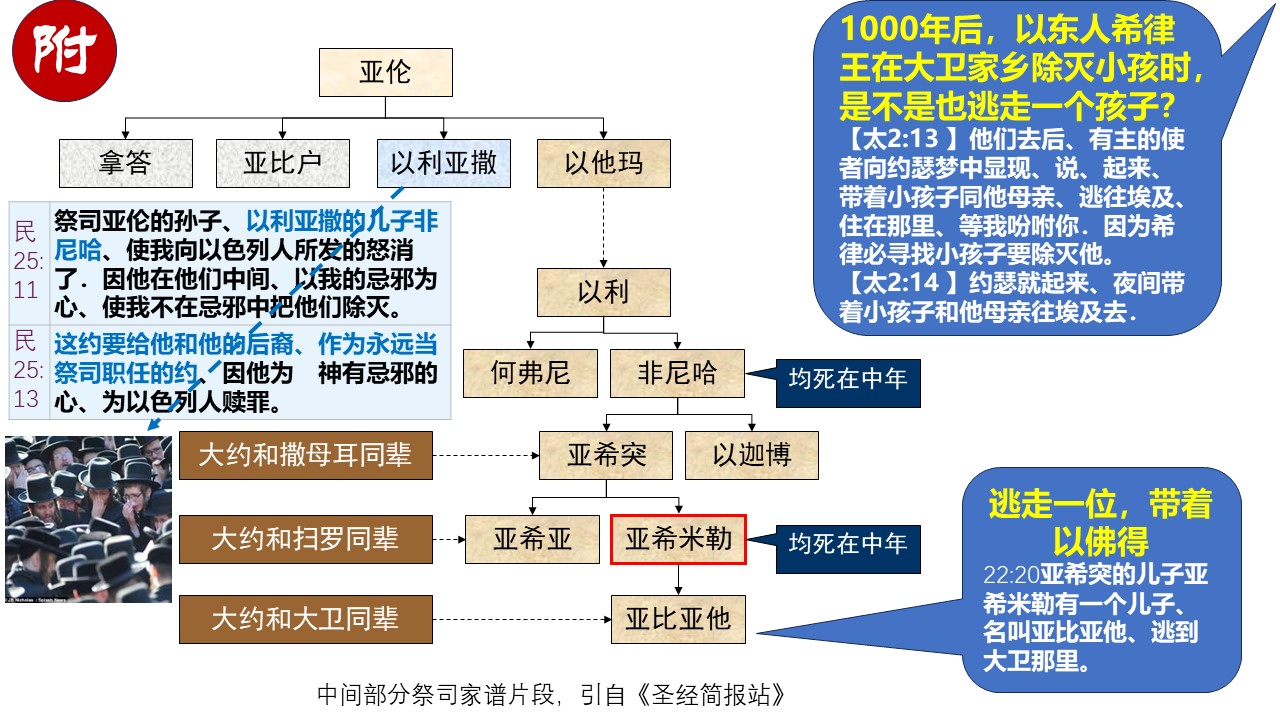 附
1000年后，以东人希律
王在大卫家乡除灭小孩时，
是不是也逃走一个孩子？
【太2:13 】他们去后、有主的使
者向约瑟梦中显现、说、起来、
带着小孩子同他母亲、逃往埃及、
住在那里、等我吩咐你．因为希
律必寻找小孩子要除灭他。
【太2:14 】约瑟就起来、夜间带
着小孩子和他母亲往埃及去．
亚伦
拿答
亚比户
以利亚撒
以他玛
民
25:
11
祭司亚伦的孙子、以利亚撒的儿子非
尼哈、使我向以色列人所发的怒消
了．因他在他们中间、以我的忌邪为
心、使我不在忌邪中把他们除灭。
民
25:
13
这约要给他和他的后裔、作为永远当
祭司职任的约、因他为　神有忌邪的
心、为以色列人赎罪。
以利
何弗尼
非尼哈
均死在中年
大约和撒母耳同辈
亚希突
以迦博
大约和扫罗同辈
亚希亚
亚希米勒
均死在中年
大约和大卫同辈
亚比亚他
逃走一位，带着
以佛得
22:20亚希突的儿子亚
希米勒有一个儿子、
名叫亚比亚他、逃到
大卫那里。
中间部分祭司家谱片段，引自《圣经简报站》